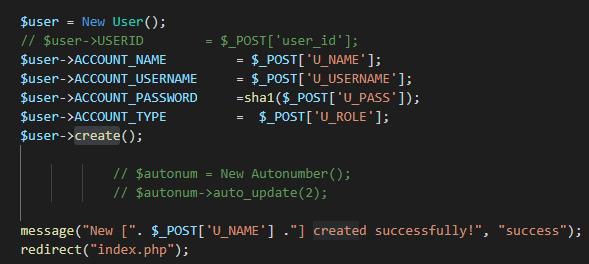 $user = New User();
// $user->USERID = $_POST['user_id'];
$user->ACCOUNT_NAME = $_POST['U_NAME'];
$user->ACCOUNT_USERNAME = $_POST['U_USERNAME'];
$user->ACCOUNT_PASSWORD =sha1($_POST['U_PASS']);
$user->ACCOUNT_TYPE = $_POST['U_ROLE'];
$user->create();
// $autonum = New Autonumber();
// $autonum->auto_update(2);
message("New [". $_POST['U_NAME'] ."] created successfully!", "success");
redirect("index.php");